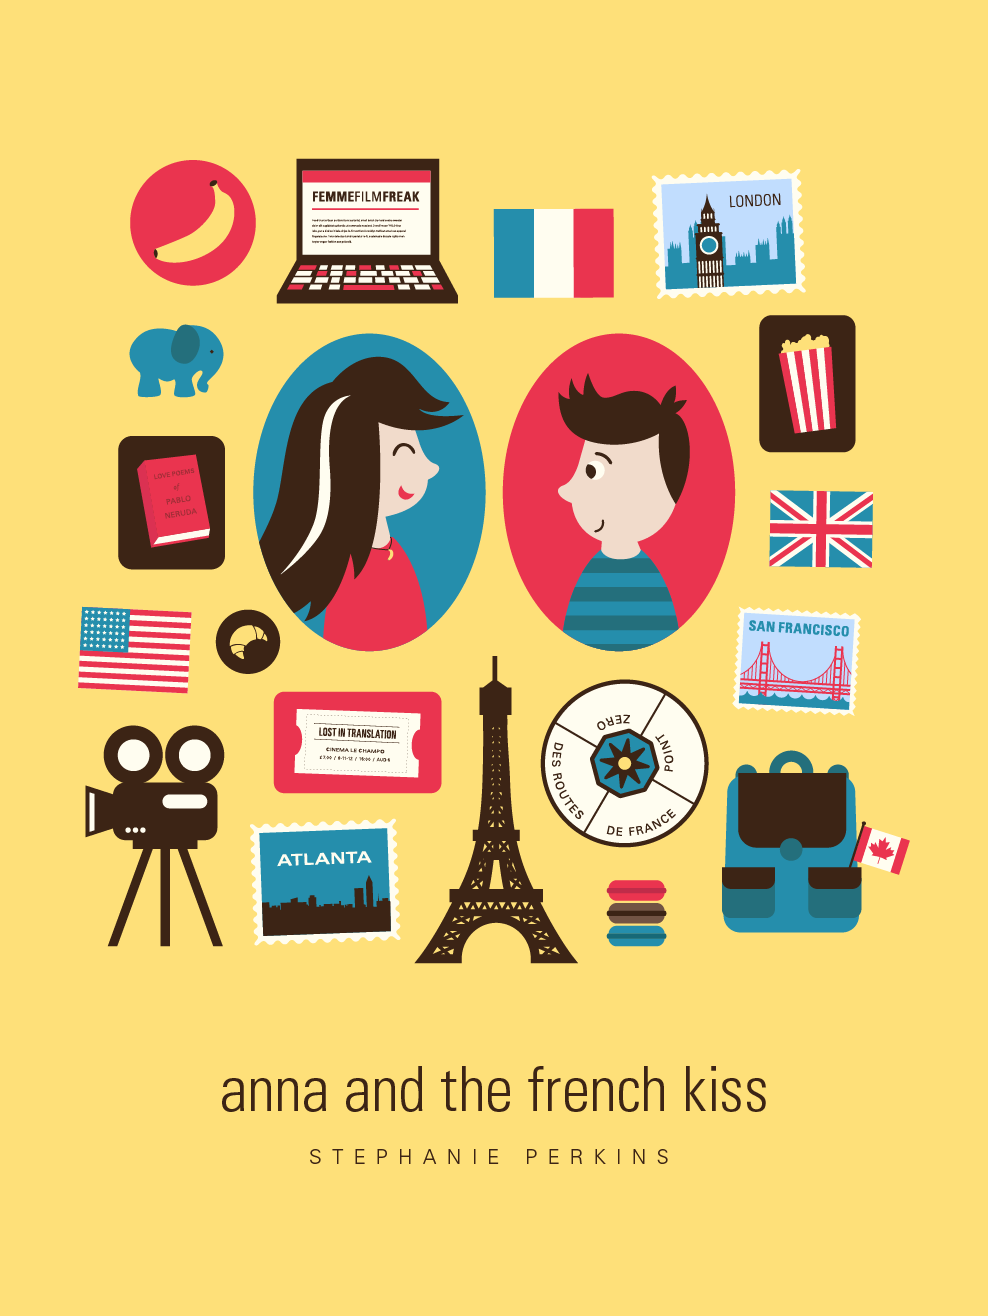 FEMMEFILMFREAK
LONDON
LOVE POEMS
of
PABLO
NERUDA
SAN FRANCISCO
LOST IN TRANSLATION
CINEMA LE CHAMPO
POINT
ZERO
DES ROUTES
DE FRANCE
ATLANTA
anna and the french kiss
STEPHANIE PERKINS